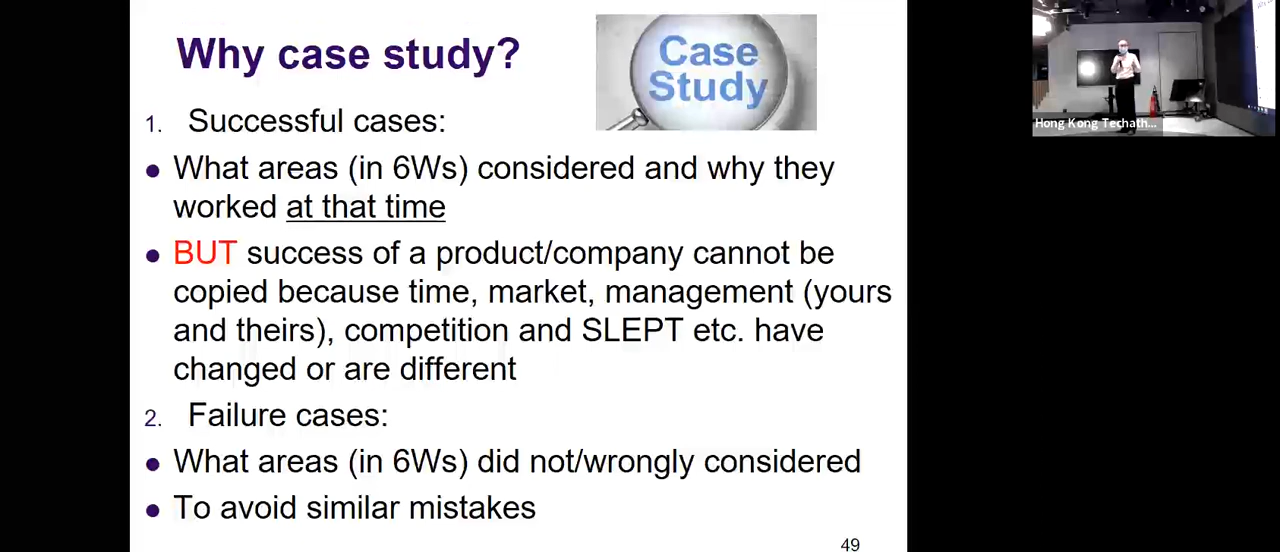 Why case study?
Case
Study
1. Successful cases:
● What areas (in 6Ws) considered and why they
worked at that time
● BUT success of a product/company cannot be
copied because time, market, management (yours
and theirs), competition and SLEPT etc. have
changed or are different
2. Failure cases:
● What areas (in 6Ws) did not/wrongly considered
● To avoid similar mistakes
49
Hong Kong Techath...